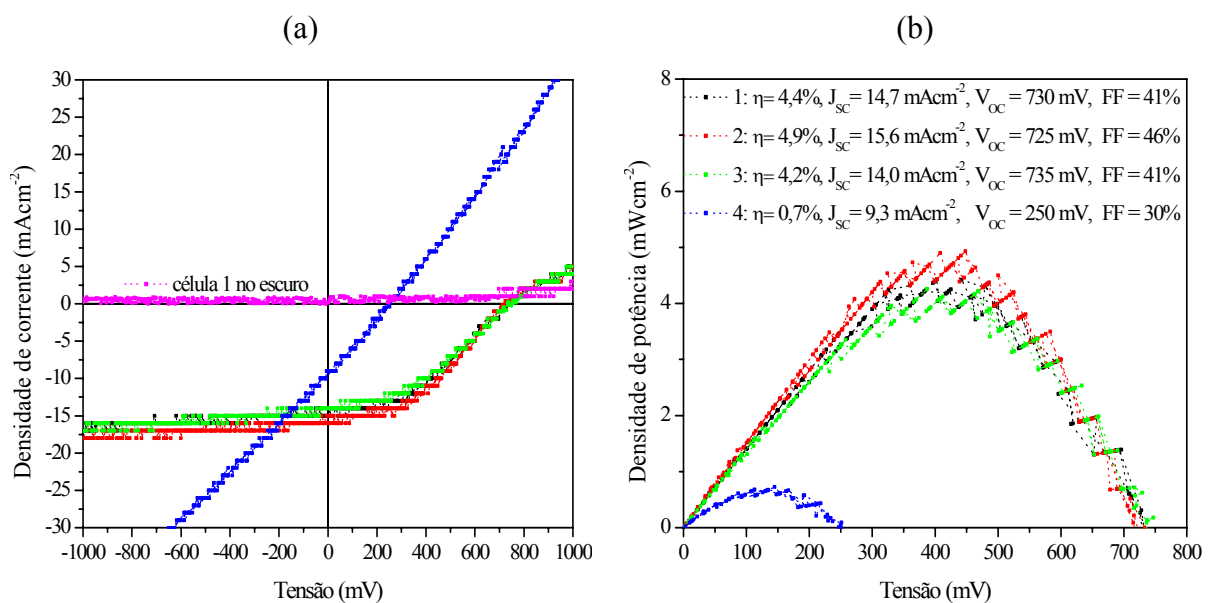 (a)
Densidade de corrente (mAcm⁻²)
30
25
20
15
10
5
0
-5
-10
-15
-20
-25
-30
célula 1 no escuro
-1000 -800 -600 -400 -200 0 200 400 600 800 1000
Tensão (mV)
(b)
Densidade de potência (mWcm⁻²)
8
6
4
2
0
1: η= 4,4%, J_SC = 14,7 mAcm⁻², V_OC = 730 mV, FF = 41%
2: η= 4,9%, J_SC = 15,6 mAcm⁻², V_OC = 725 mV, FF = 46%
3: η= 4,2%, J_SC = 14,0 mAcm⁻², V_OC = 735 mV, FF = 41%
4: η= 0,7%, J_SC = 9,3 mAcm⁻², V_OC = 250 mV, FF = 30%
0 100 200 300 400 500 600 700 800
Tensão (mV)